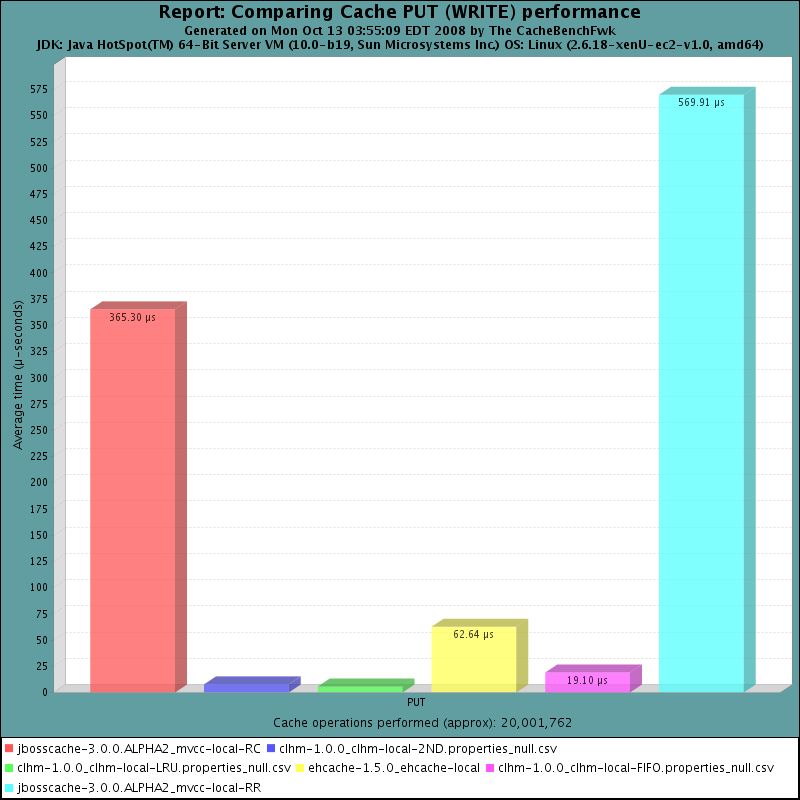 Report: Comparing Cache PUT (WRITE) performance
Generated on Mon Oct 13 03:55:09 EDT 2008 by The CacheBenchFwk
JDK: Java HotSpot(TM) 64-Bit Server VM (10.0-b19, Sun Microsystems Inc.) OS: Linux (2.6.18-xenU-ec2-v1.0, amd64)
Average time (µ-seconds)
575
550
525
500
475
450
425
400
375
350
325
300
275
250
225
200
175
150
125
100
75
50
25
0
365.30 µs
62.64 µs
19.10 µs
569.91 µs
PUT
Cache operations performed (approx): 20,001,762
jbosscache-3.0.0.ALPHA2_mvcc-local-RC clhm-1.0.0_clhm-local-2ND.properties_null.csv
clhm-1.0.0_clhm-local-LRU.properties_null.csv ehcache-1.5.0_ehcache-local clhm-1.0.0_clhm-local-FIFO.properties_null.csv
jbosscache-3.0.0.ALPHA2_mvcc-local-RR